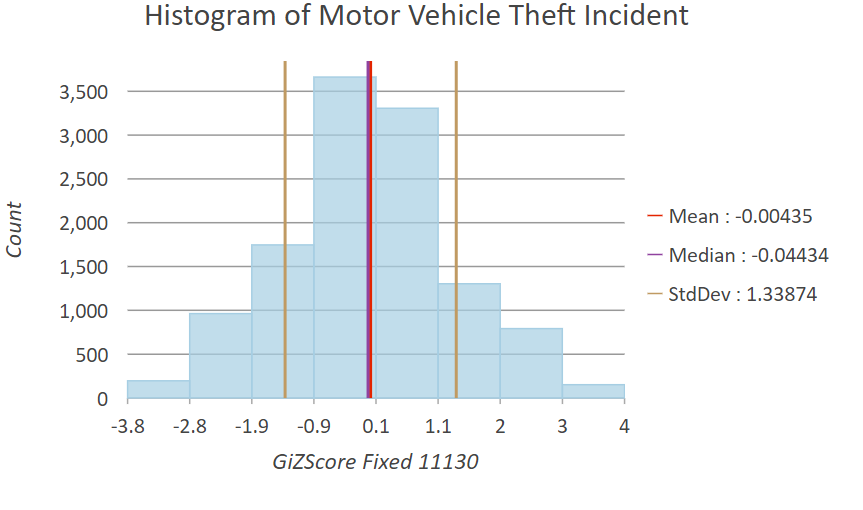 Histogram of Motor Vehicle Theft Incident
3,500
3,000
2,500
2,000
1,500
1,000
500
0
Count
-3.8 -2.8 -1.9 -0.9 0.1 1.1 2 3 4
GiZScore Fixed 11130
Mean : -0.00435
Median : -0.04434
StdDev : 1.33874